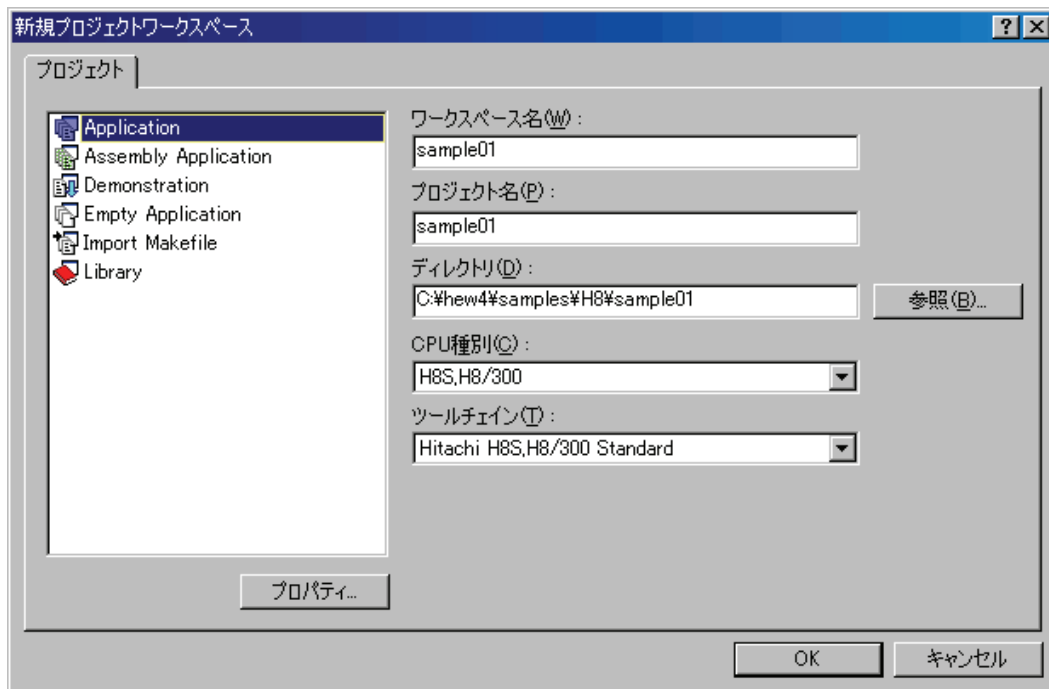 新規プロジェクトワークスペース
プロジェクト
Application
Assembly Application
Demonstration
Empty Application
Import Makefile
Library
プロパティ...
ワークスペース名(W) :
sample01
プロジェクト名(P) :
sample01
ディレクトリ(D) :
C:¥hew4¥samples¥H8¥sample01
参照(B)...
CPU種別(C) :
H8S,H8/300
ツールチェイン(T) :
Hitachi H8S,H8/300 Standard
OK
キャンセル